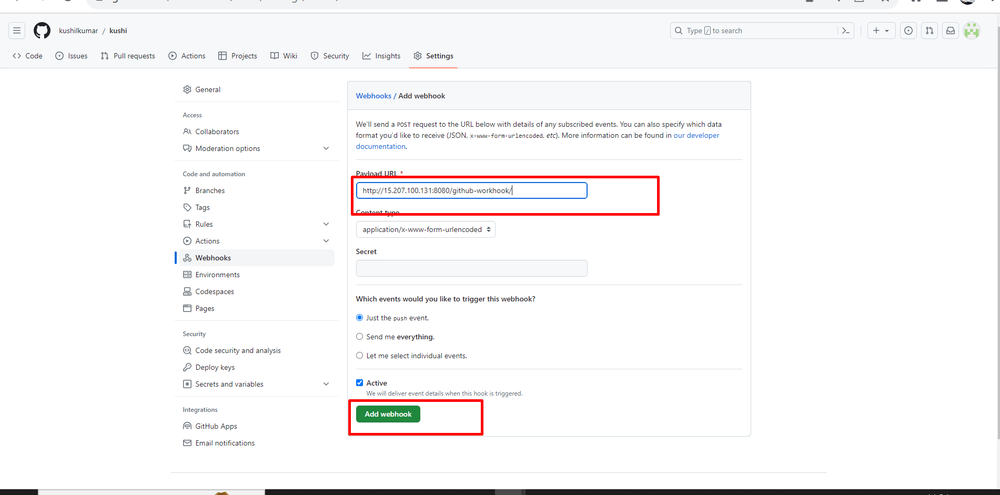 kushilkumar / kushi
Type / to search
Code Issues Pull requests Actions Projects Wiki Security Insights Settings
General
Access
Collaborators
Moderation options
Code and automation
Branches
Tags
Rules
Actions
Webhooks
Environments
Codespaces
Pages
Security
Code security and analysis
Deploy keys
Secrets and variables
Integrations
GitHub Apps
Email notifications
Webhooks / Add webhook
We'll send a POST request to the URL below with details of any subscribed events. You can also specify which data
format you'd like to receive (JSON, x-www-form-urlencoded, etc). More information can be found in our developer
documentation.
Payload URL *
http://15.207.100.131:8080/github-workhook/
Content type
application/x-www-form-urlencoded
Secret
Which events would you like to trigger this webhook?
Just the push event.
Send me everything.
Let me select individual events.
Active
We will deliver event details when this hook is triggered.
Add webhook